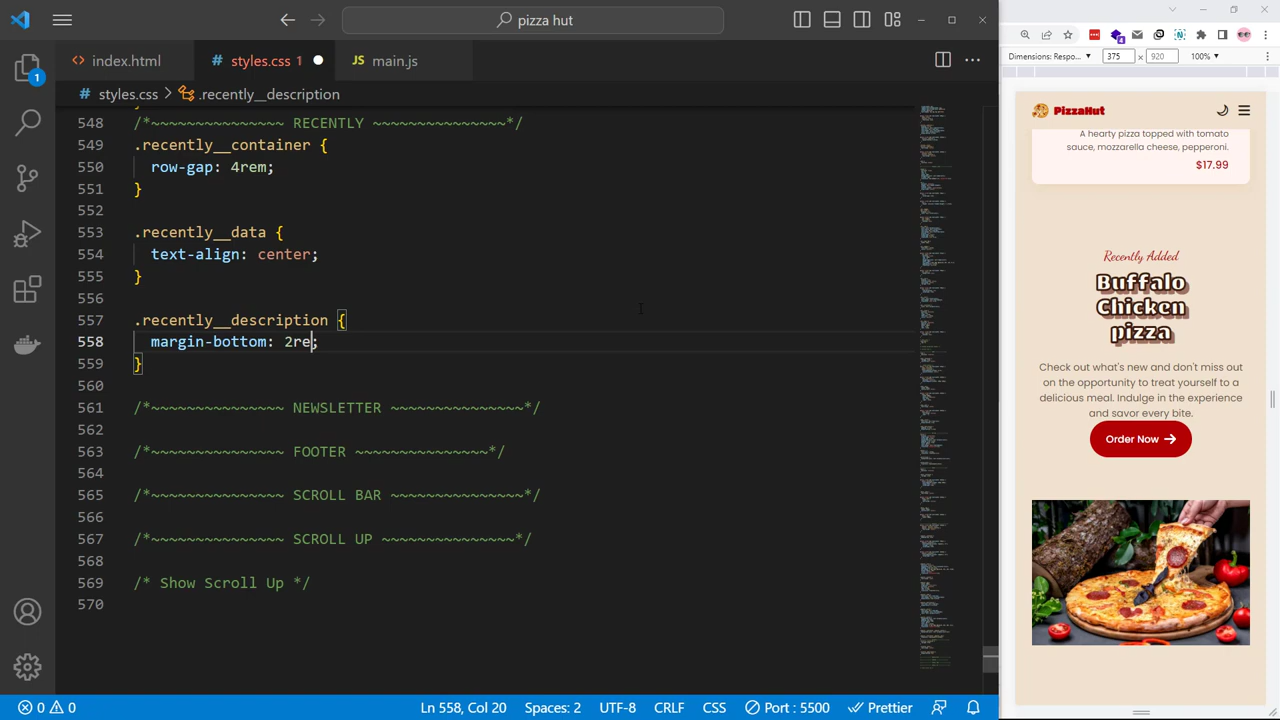 pizza hut
index.html
styles.css 1
main.js
styles.css > .recently__description
548 /*~~~~~~~~~~~~~~~ RECENTLY ~~~~~~~~~~~~~~~*/
549 .recently__container {
550 row-gap: 4rem;
551 }
552
553 .recently__data {
554 text-align: center;
555 }
556
557 .recently__description {
558 margin-bottom: 2re;
559 }
560
561 /*~~~~~~~~~~~~~~~ NEWSLETTER ~~~~~~~~~~~~~~~*/
562
563 /*~~~~~~~~~~~~~~~ FOOTER ~~~~~~~~~~~~~~~*/
564
565 /*~~~~~~~~~~~~~~~ SCROLL BAR ~~~~~~~~~~~~~~~*/
566
567 /*~~~~~~~~~~~~~~~ SCROLL UP ~~~~~~~~~~~~~~~*/
568
569 /* Show Scroll Up */
570
1
0 0
Ln 558, Col 20
Spaces: 2
UTF-8
CRLF
CSS
Port : 5500
Prettier
Dimensions: Respo...
375 x 920
100%
PizzaHut
A heavy pizza topped with tomato
sauce, mozzarella cheese, pepperoni.
$17.99
Recently Added
Buffalo
chicken
pizza
Check out what's new and don't miss out
on the opportunity to treat yourself to a
delicious meal. Indulge in the experience
and savor every bite.
Order Now